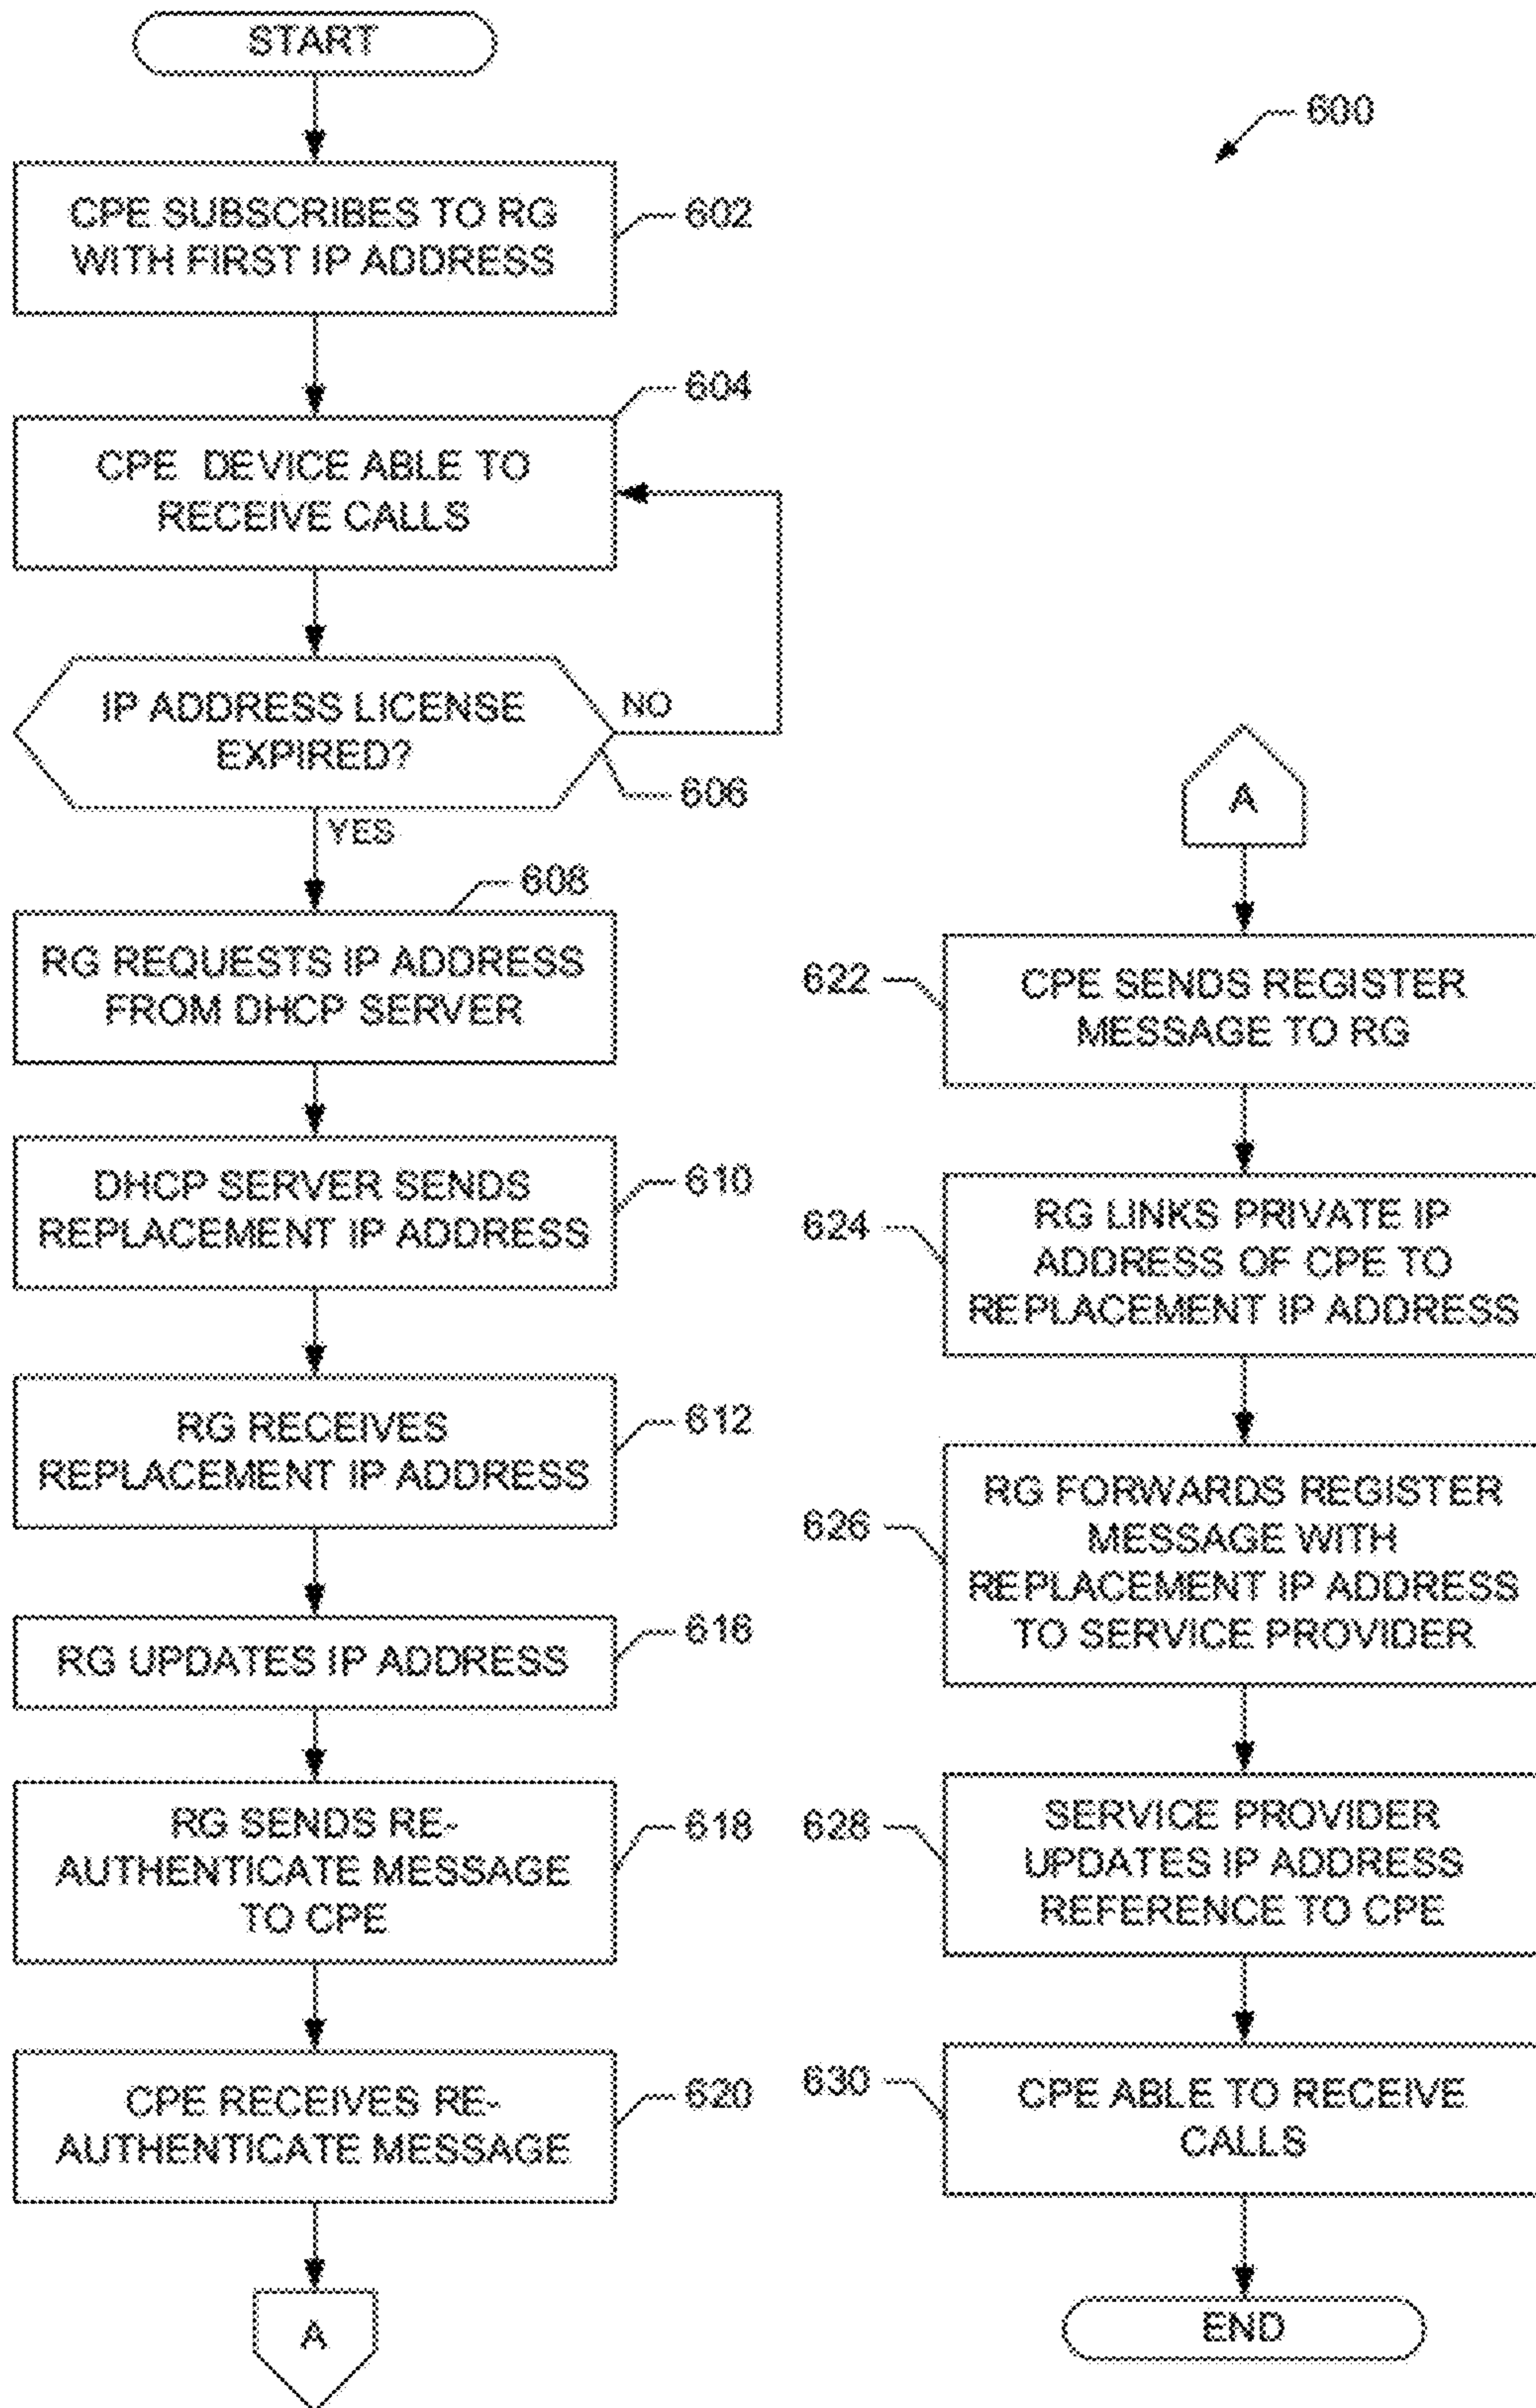 START
600
CPE SUBSCRIBES TO RG
WITH FIRST IP ADDRESS
602
604
CPE DEVICE ABLE TO
RECEIVE CALLS
IP ADDRESS LICENSE
EXPIRED?
NO
606
YES
608
RG REQUESTS IP ADDRESS
FROM DHCP SERVER
DHCP SERVER SENDS
REPLACEMENT IP ADDRESS
610
RG RECEIVES
REPLACEMENT IP ADDRESS
612
RG UPDATES IP ADDRESS
616
RG SENDS RE-
AUTHENTICATE MESSAGE
TO CPE
618
CPE RECEIVES RE-
AUTHENTICATE MESSAGE
620
A
A
622
CPE SENDS REGISTER
MESSAGE TO RG
624
RG LINKS PRIVATE IP
ADDRESS OF CPE TO
REPLACEMENT IP ADDRESS
626
RG FORWARDS REGISTER
MESSAGE WITH
REPLACEMENT IP ADDRESS
TO SERVICE PROVIDER
628
SERVICE PROVIDER
UPDATES IP ADDRESS
REFERENCE TO CPE
630
CPE ABLE TO RECEIVE
CALLS
END